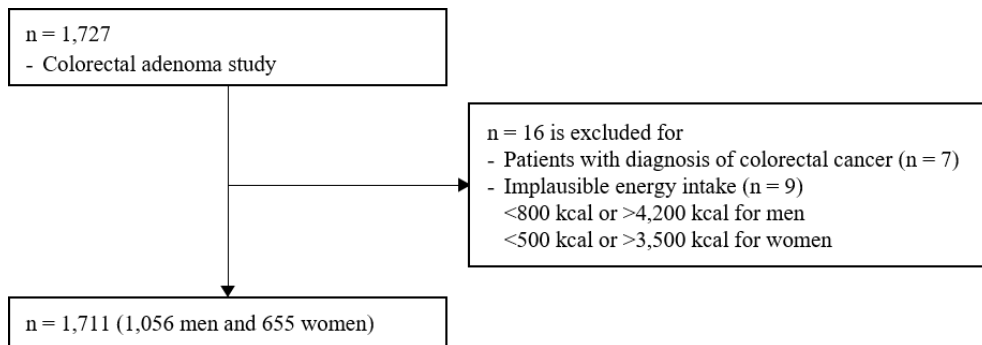 n = 1,727
- Colorectal adenoma study
n = 16 is excluded for
- Patients with diagnosis of colorectal cancer (n = 7)
- Implausible energy intake (n = 9)
<800 kcal or >4,200 kcal for men
<500 kcal or >3,500 kcal for women
n = 1,711 (1,056 men and 655 women)